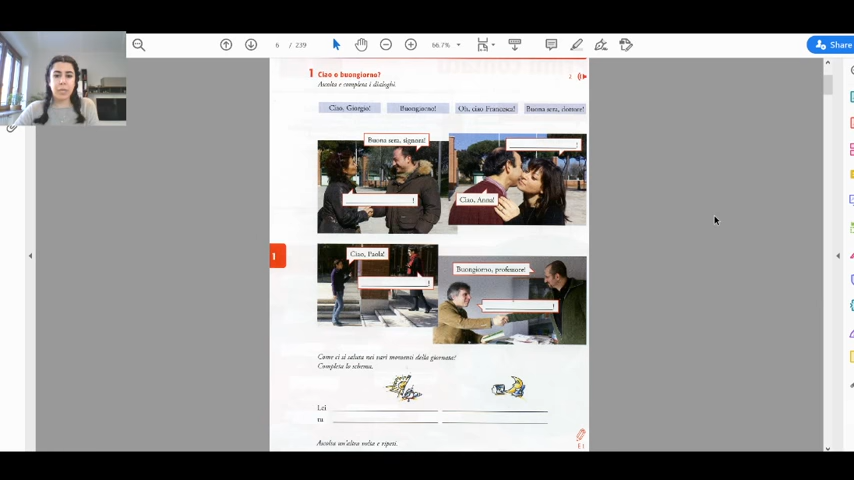 6 / 239
66.7%
Share
1 Ciao o buongiorno?
Ascolta e completa i dialoghi.
2
Ciao, Giorgio!
Buongiorno!
Oh, ciao Francesca!
Buona sera, dottore!
Buona sera, signora!
!
!
Ciao, Anna!
Ciao, Paola!
!
Buongiorno, professore!
!
1
Come ci si saluta nei vari momenti della giornata?
Completa lo schema.
Lei
tu
E 1
Ascolta un'altra volta e ripeti.